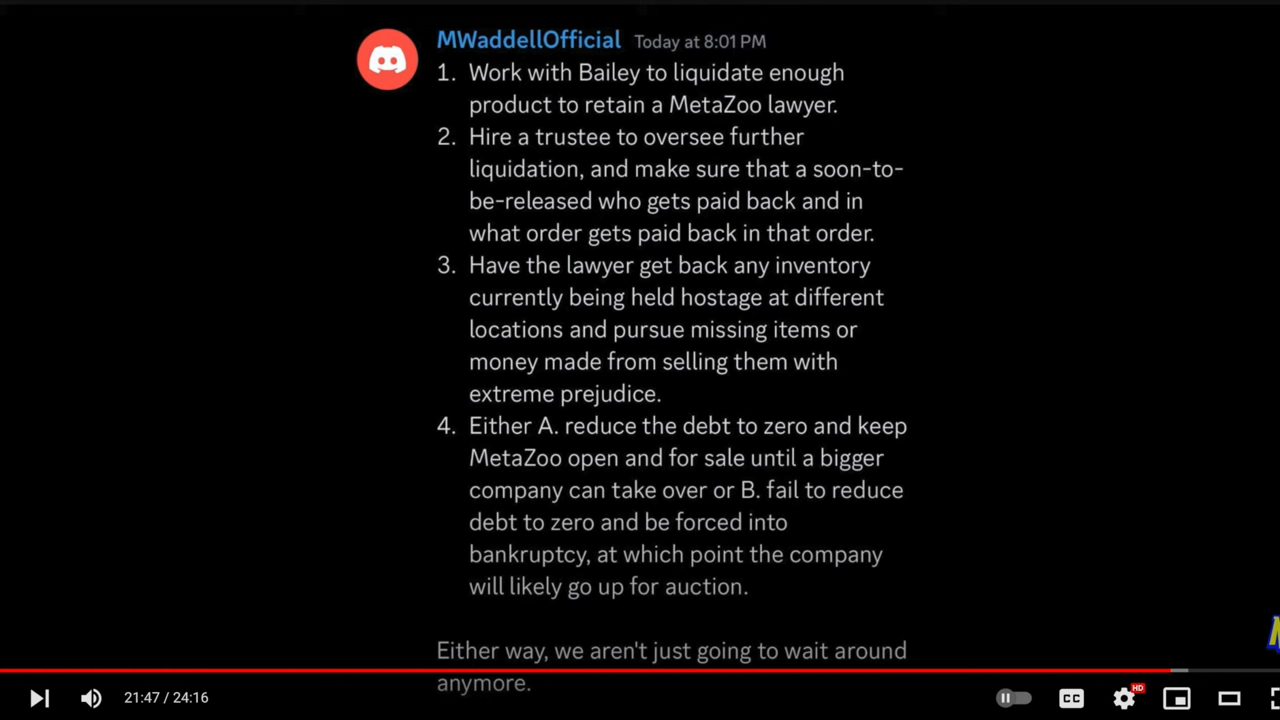 MWaddellOfficial Today at 8:01 PM
1. Work with Bailey to liquidate enough
product to retain a MetaZoo lawyer.
2. Hire a trustee to oversee further
liquidation, and make sure that a soon-to-
be-released who gets paid back and in
what order gets paid back in that order.
3. Have the lawyer get back any inventory
currently being held hostage at different
locations and pursue missing items or
money made from selling them with
extreme prejudice.
4. Either A. reduce the debt to zero and keep
MetaZoo open and for sale until a bigger
company can take over or B. fail to reduce
debt to zero and be forced into
bankruptcy, at which point the company
will likely go up for auction.
Either way, we aren't just going to wait around
anymore.
21:47 / 24:16
CC
HD